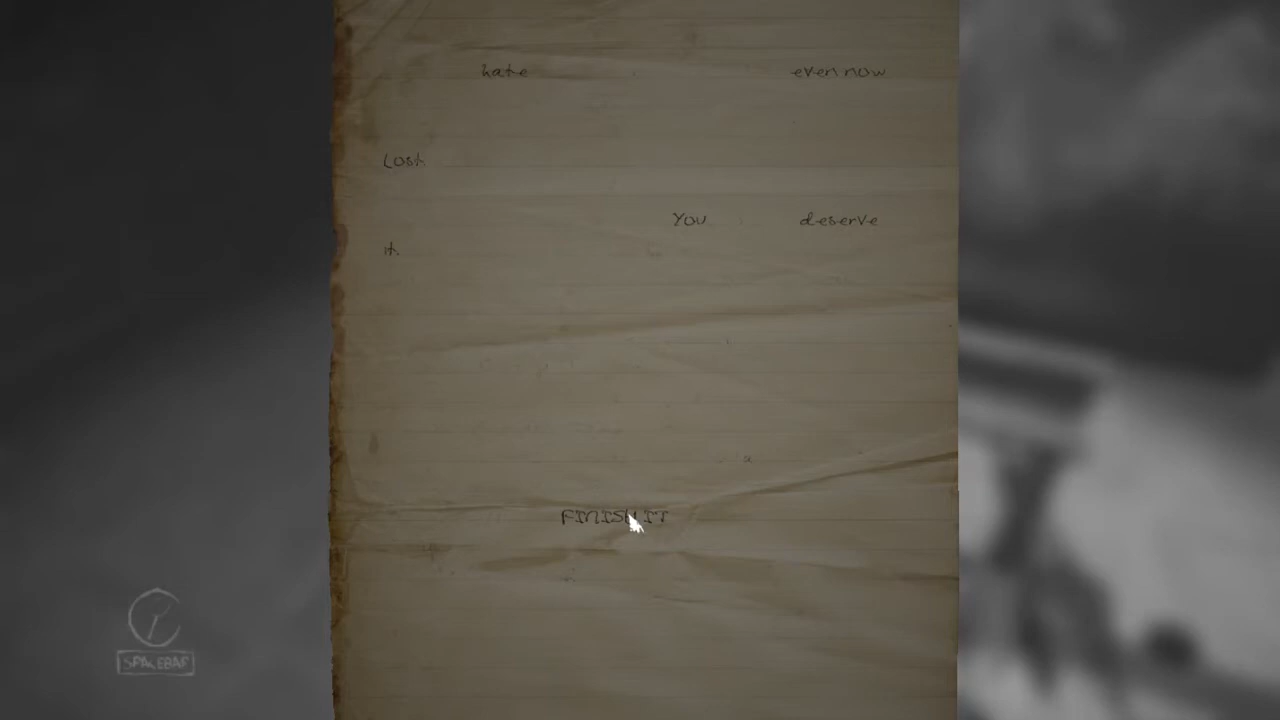 hate even now
Lost.
You deserve
it.
FINISH IT
SPACEBAR